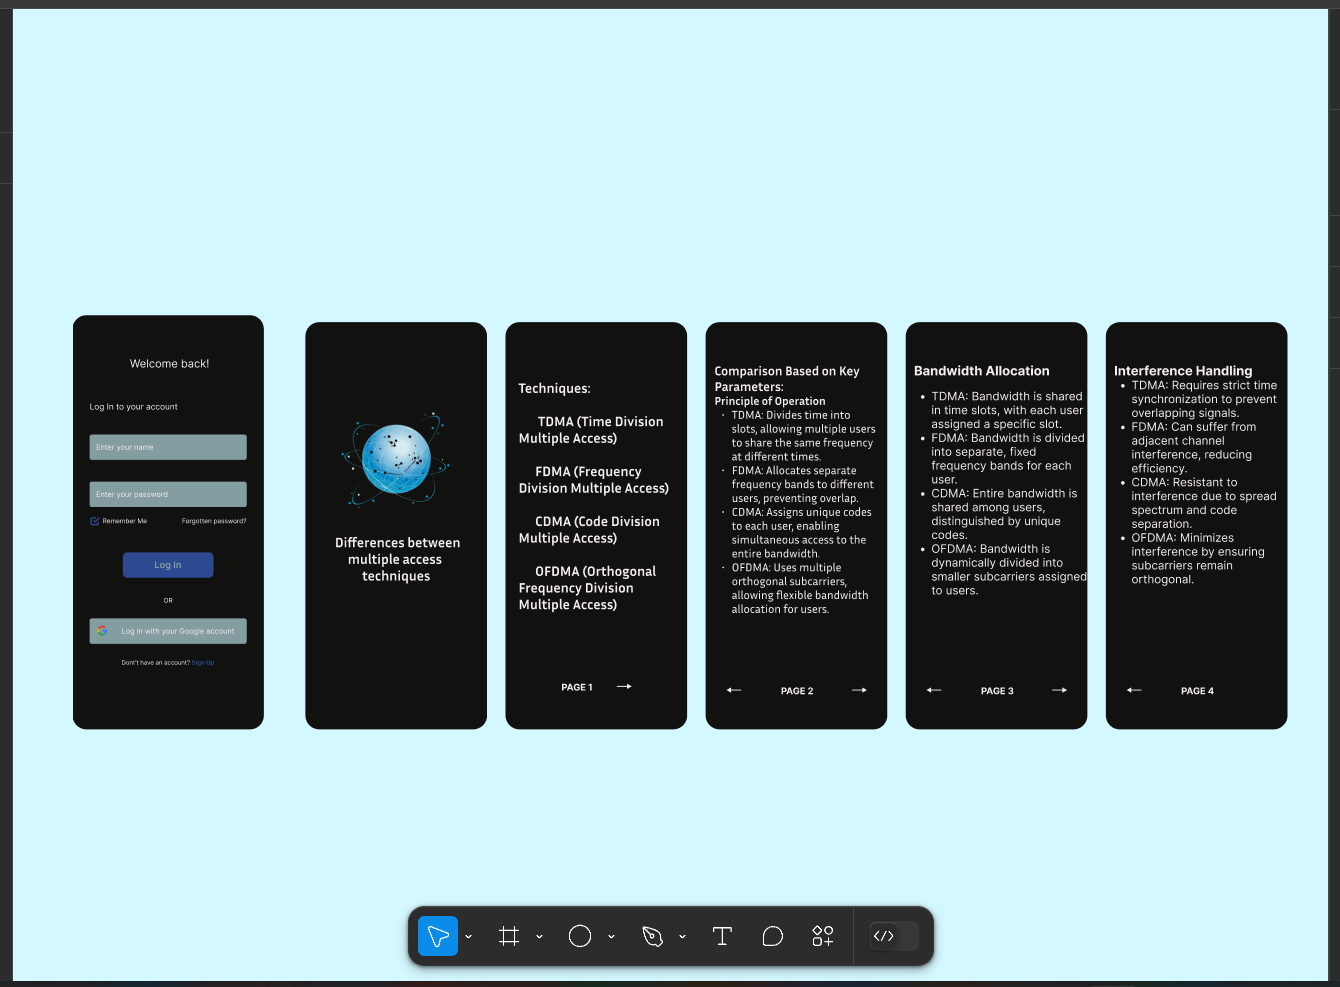 Welcome back!
Log In to your account
Enter your name
Enter your password
Remember Me
Forgotten password?
Log In
OR
Log in with your Google account
Dont't have an account? Sign Up
Differences between
multiple access
techniques
Techniques:
TDMA (Time Division
Multiple Access)
FDMA (Frequency
Division Multiple Access)
CDMA (Code Division
Multiple Access)
OFDMA (Orthogonal
Frequency Division
Multiple Access)
PAGE 1
Comparison Based on Key
Parameters:
Principle of Operation
· TDMA: Divides time into
slots, allowing multiple users
to share the same frequency
at different times.
· FDMA: Allocates separate
frequency bands to different
users, preventing overlap.
· CDMA: Assigns unique codes
to each user, enabling
simultaneous access to the
entire bandwidth.
· OFDMA: Uses multiple
orthogonal subcarriers,
allowing flexible bandwidth
allocation for users.
PAGE 2
Bandwidth Allocation
• TDMA: Bandwidth is shared
in time slots, with each user
assigned a specific slot.
• FDMA: Bandwidth is divided
into separate, fixed
frequency bands for each
user.
• CDMA: Entire bandwidth is
shared among users,
distinguished by unique
codes.
• OFDMA: Bandwidth is
dynamically divided into
smaller subcarriers assigned
to users.
PAGE 3
Interference Handling
• TDMA: Requires strict time
synchronization to prevent
overlapping signals.
• FDMA: Can suffer from
adjacent channel
interference, reducing
efficiency.
• CDMA: Resistant to
interference due to spread
spectrum and code
separation.
• OFDMA: Minimizes
interference by ensuring
subcarriers remain
orthogonal.
PAGE 4